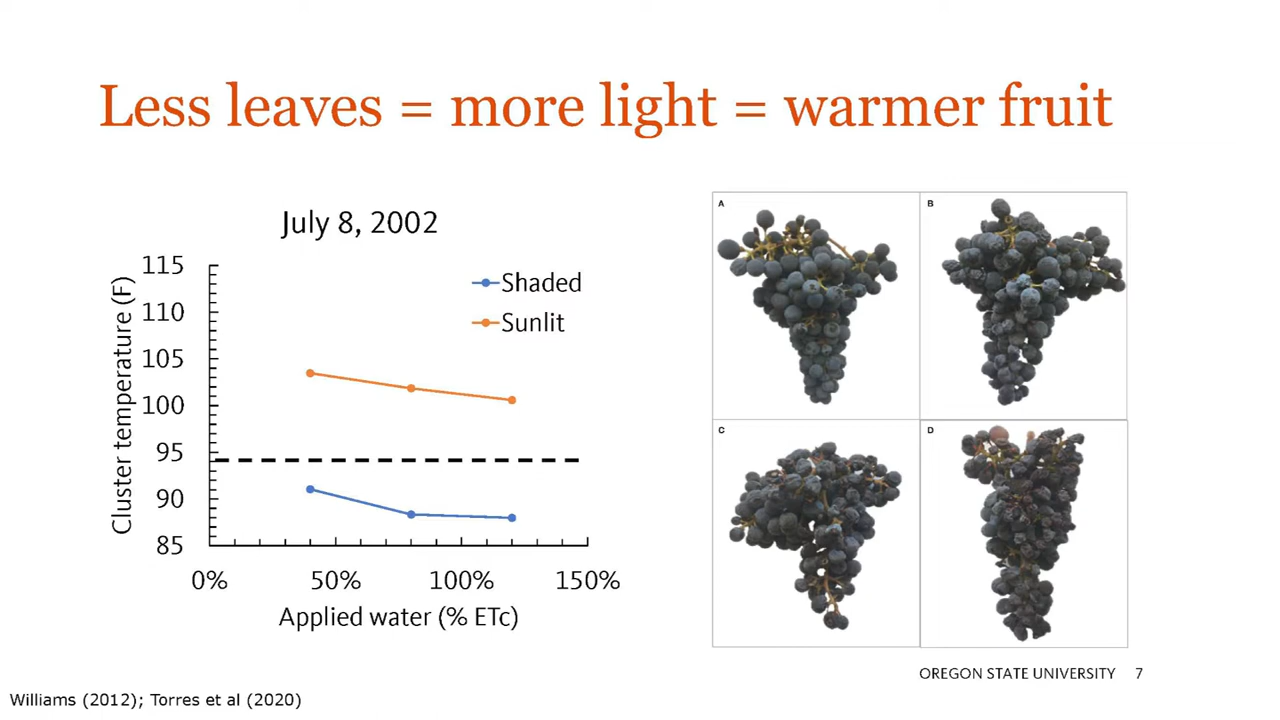 Less leaves = more light = warmer fruit
July 8, 2002
115
110
105
100
95
90
85
Cluster temperature (F)
0%
50%
100%
150%
Applied water (% ETc)
Shaded
Sunlit
A
B
C
D
OREGON STATE UNIVERSITY 7
Williams (2012); Torres et al (2020)